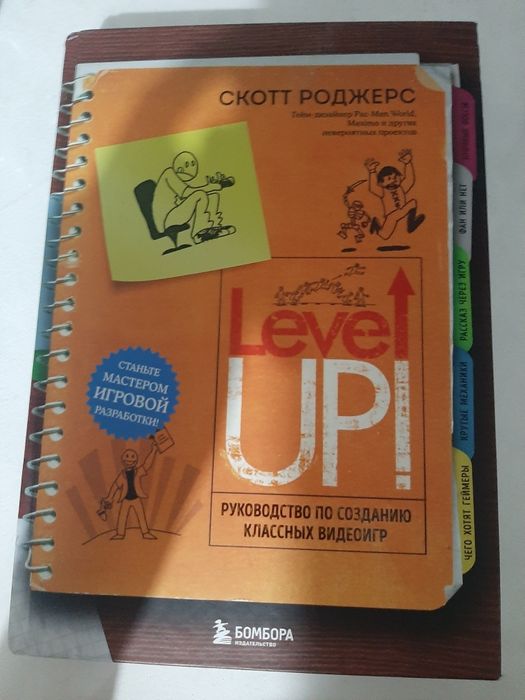 СКОТТ РОДЖЕРС
Гейм-дизайнер Pac-Man World,
Maximo и других
невероятных проектов
ФАН ИЛИ НЕТ
РАССКАЗ ЧЕРЕЗ ИГРУ
КРУТЫЕ МЕХАНИКИ
ЧЕГО ХОТЯТ ГЕЙМЕРЫ
Level
UP!
СТАНЬТЕ
МАСТЕРОМ
ИГРОВОЙ
РАЗРАБОТКИ!
РУКОВОДСТВО ПО СОЗДАНИЮ
КЛАССНЫХ ВИДЕОИГР
БОМБОРА
ИЗДАТЕЛЬСТВО